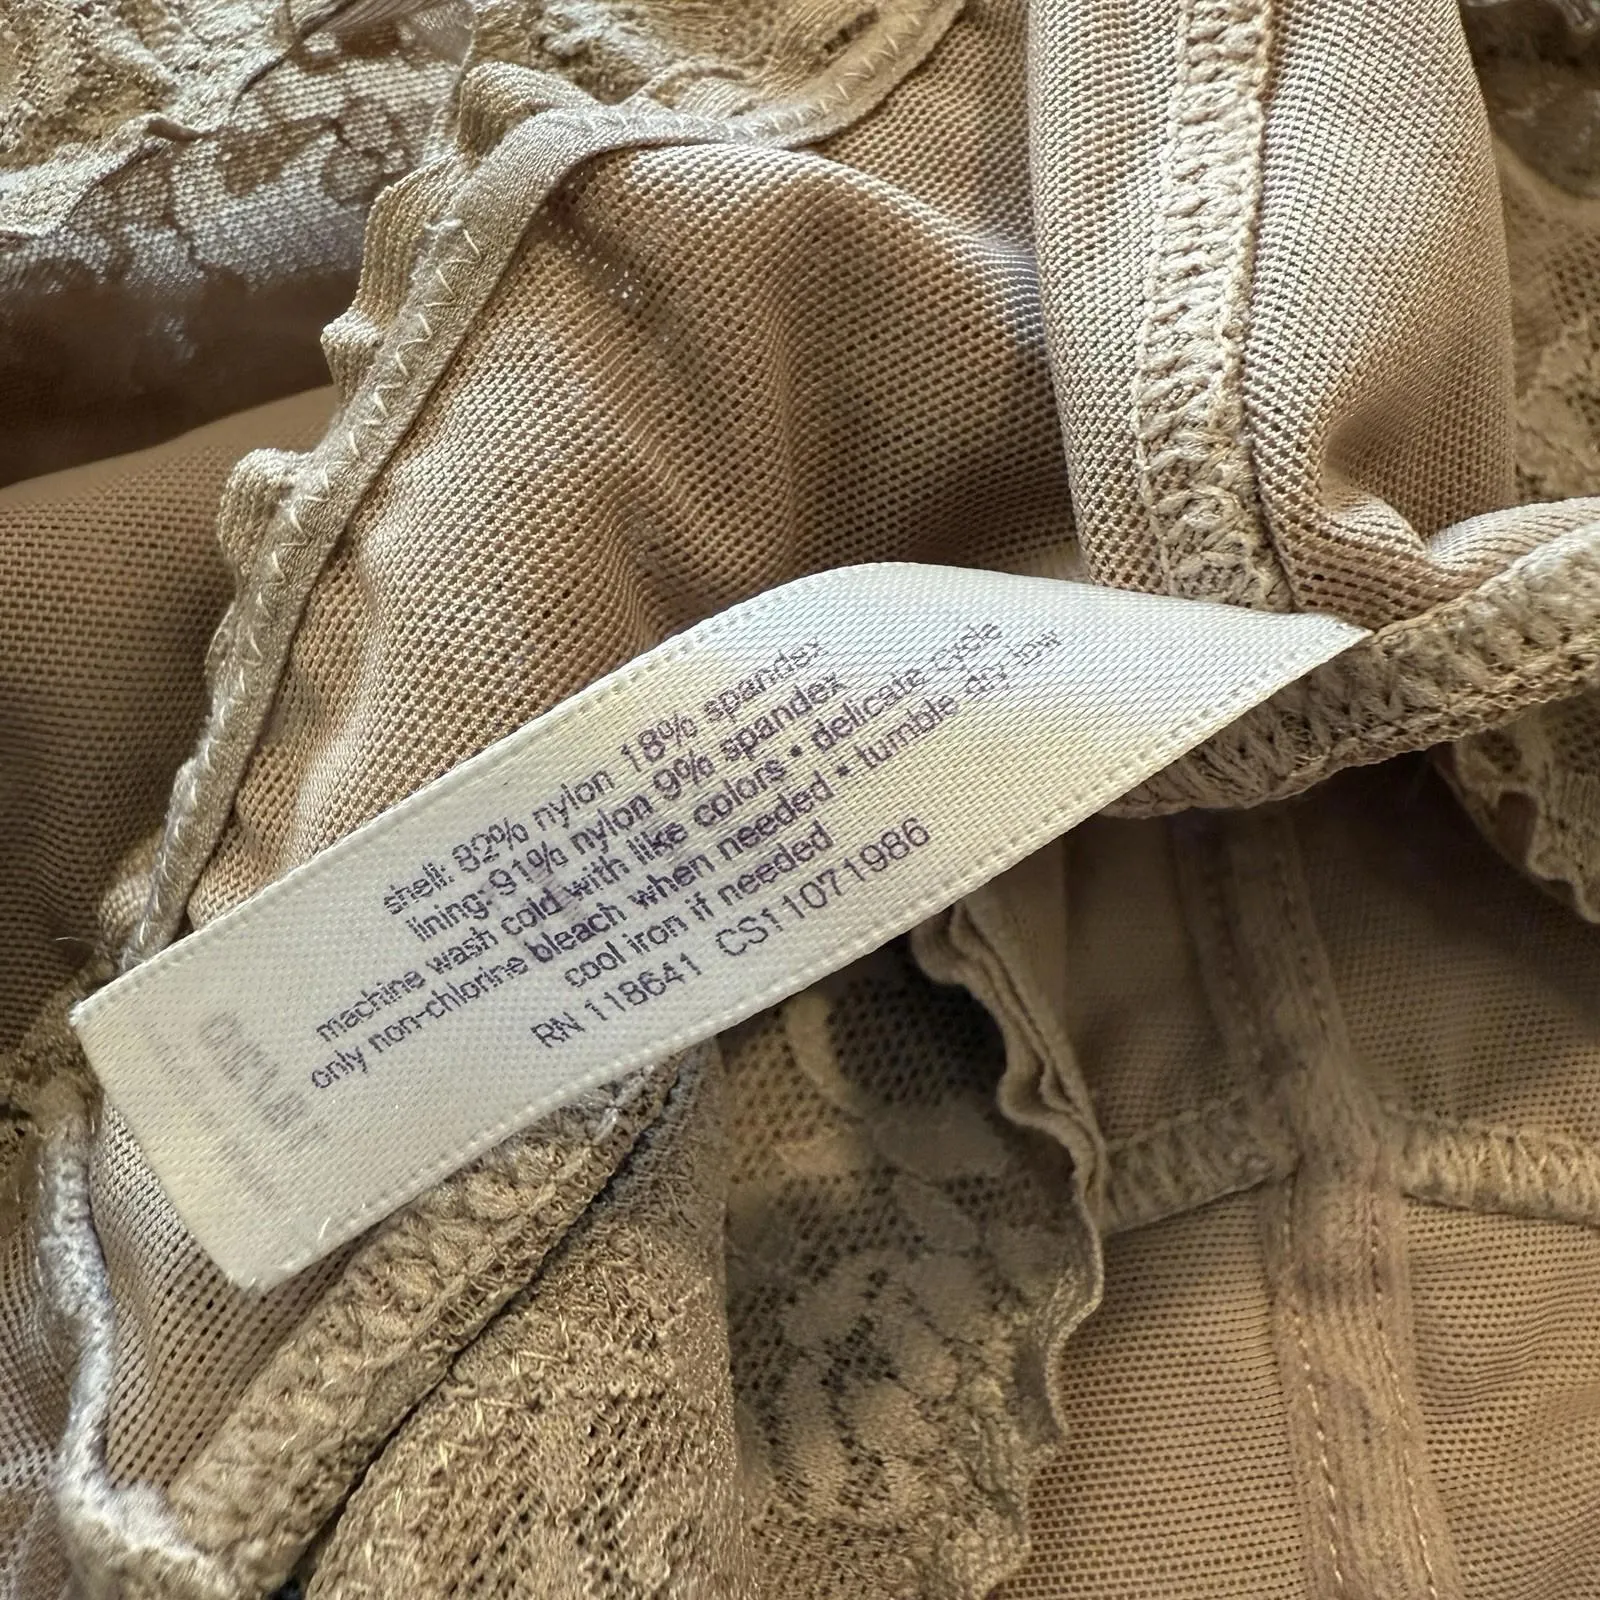 shell: 82% nylon 18% spandex
lining: 91% nylon 9% spandex
machine wash cold with like colors • delicate cycle
only non-chlorine bleach when needed • tumble dry low
cool iron if needed
RN 118641 CS11071986